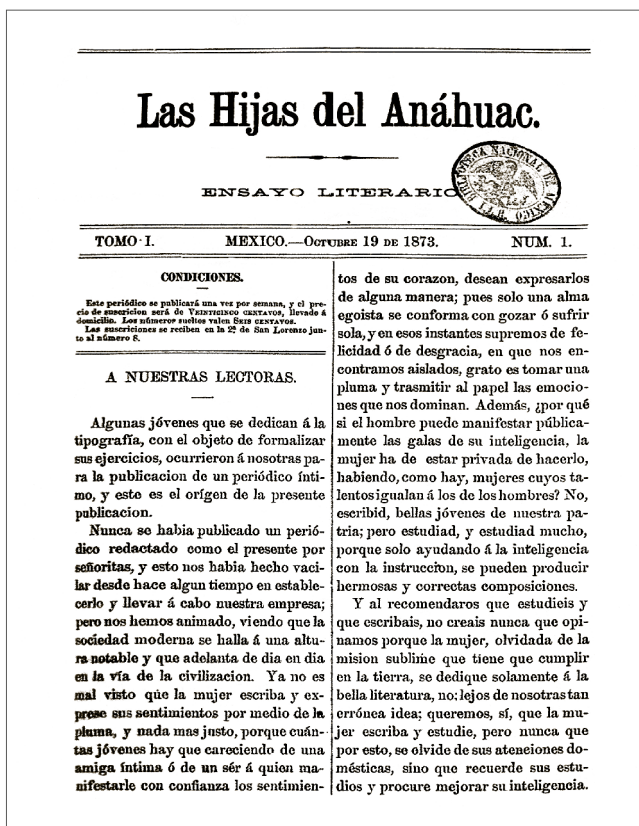 Las Hijas del Anáhuac.
ENSAYO LITERARIO
BIBLIOTECA NACIONAL DE MEXICO
TOMO I.
MEXICO.—OCTUBRE 19 DE 1873.
NUM. 1.
CONDICIONES.
Este periódico se publicará una vez por semana, y el pre-
cio de suscricion será de VEINTICINCO CENTAVOS, llevado á
domicilio. Los números sueltos valen SEIS CENTAVOS.
Las suscriciones se reciben en la 2ª de San Lorenzo jun-
to al número 8.
A NUESTRAS LECTORAS.
Algunas jóvenes que se dedican á la
tipografía, con el objeto de formalizar
sus ejercicios, ocurrieron á nosotras pa-
ra la publicacion de un periódico ínti-
mo, y este es el orígen de la presente
publicacion.
Nunca se habia publicado un perió-
dico redactado como el presente por
señoritas, y esto nos habia hecho vaci-
lar desde hace algun tiempo en estable-
cerlo y llevar á cabo nuestra empresa;
pero nos hemos animado, viendo que la
sociedad moderna se halla á una altu-
ra notable y que adelanta de dia en dia
en la vía de la civilizacion. Ya no es
mal visto que la mujer escriba y ex-
prese sus sentimientos por medio de la
pluma, y nada mas justo, porque cuán-
tas jóvenes hay que careciendo de una
amiga íntima ó de un sér á quien ma-
nifestarle con confianza los sentimien-
tos de su corazon, desean expresarlos
de alguna manera; pues solo una alma
egoista se conforma con gozar ó sufrir
sola, y en esos instantes supremos de fe-
licidad ó de desgracia, en que nos en-
contramos aislados, grato es tomar una
pluma y trasmitir al papel las emocio-
nes que nos dominan. Además, ¿por qué
si el hombre puede manifestar pública-
mente las galas de su inteligencia, la
mujer ha de estar privada de hacerlo,
habiendo, como hay, mujeres cuyos ta-
lentos igualan á los de los hombres? No,
escribid, bellas jóvenes de nuestra pa-
tria; pero estudiad, y estudiad mucho,
porque solo ayudando á la inteligencia
con la instruccion, se pueden producir
hermosas y correctas composiciones.
Y al recomendaros que estudieis y
que escribais, no creais nunca que opi-
namos porque la mujer, olvidada de la
mision sublime que tiene que cumplir
en la tierra, se dedique solamente á la
bella literatura, no: lejos de nosotras tan
errónea idea; queremos, sí, que la mu-
jer escriba y estudie, pero nunca que
por esto, se olvide de sus atenciones do-
mésticas, sino que recuerde sus estu-
dios y procure mejorar su inteligencia.